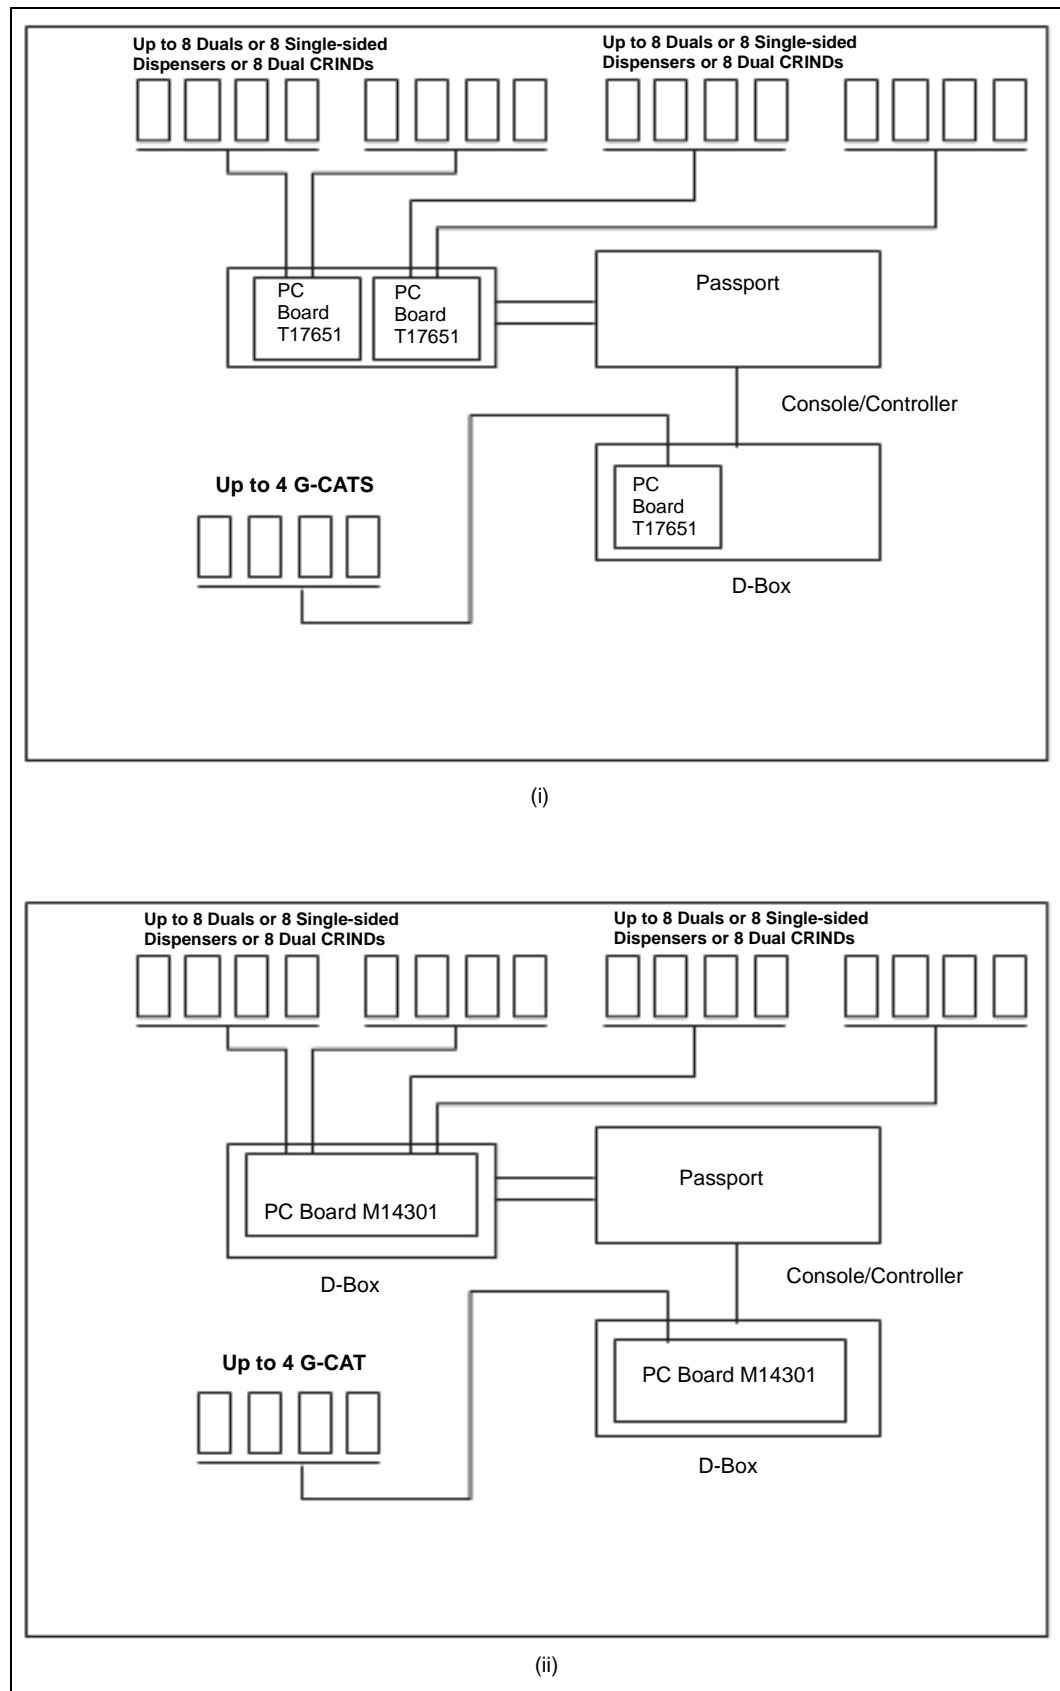 Up to 8 Duals or 8 Single-sided
Dispensers or 8 Dual CRINDs
Up to 8 Duals or 8 Single-sided
Dispensers or 8 Dual CRINDs
PC
Board
T17651
PC
Board
T17651
Passport
Console/Controller
Up to 4 G-CATS
PC
Board
T17651
D-Box
(i)
Up to 8 Duals or 8 Single-sided
Dispensers or 8 Dual CRINDs
Up to 8 Duals or 8 Single-sided
Dispensers or 8 Dual CRINDs
PC Board M14301
Passport
D-Box
Console/Controller
Up to 4 G-CAT
PC Board M14301
D-Box
(ii)